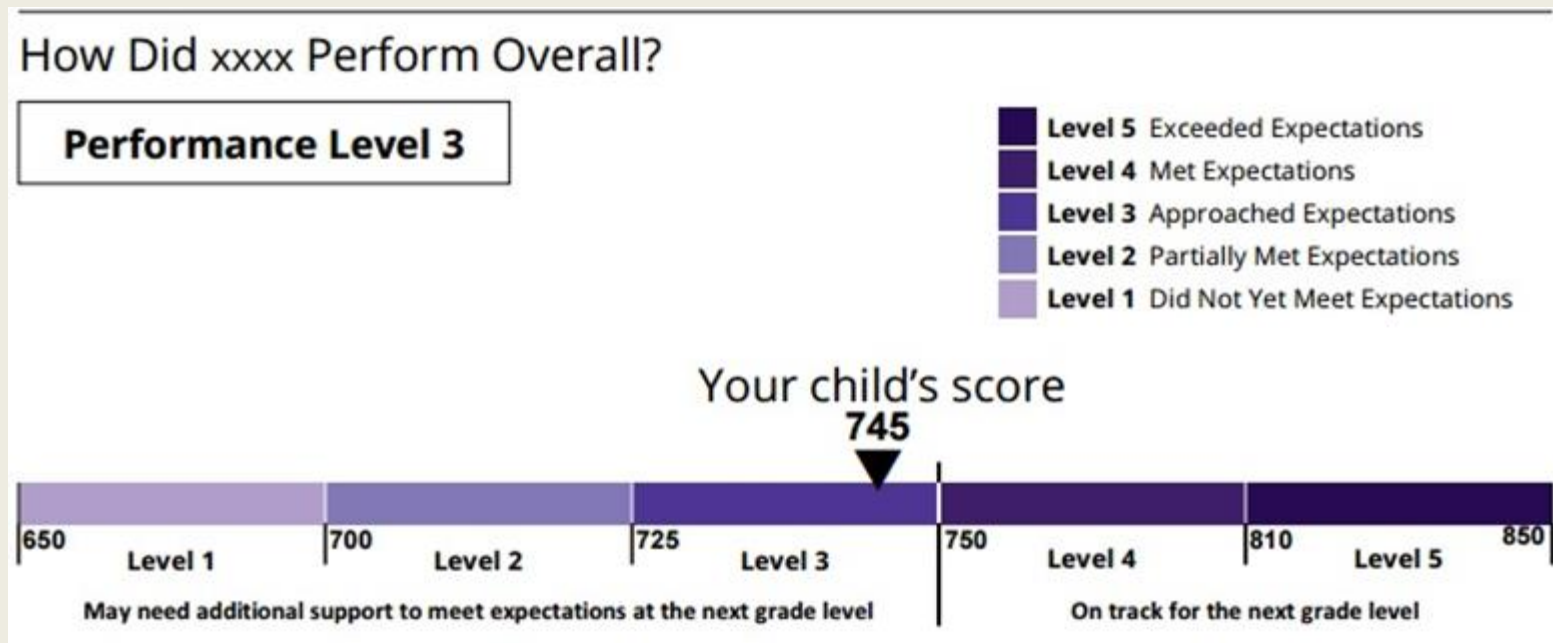 How Did xxxx Perform Overall?
Performance Level 3
Level 5 Exceeded Expectations
Level 4 Met Expectations
Level 3 Approached Expectations
Level 2 Partially Met Expectations
Level 1 Did Not Yet Meet Expectations
Your child's score
745
650 700 725 750 810 850
Level 1 Level 2 Level 3 Level 4 Level 5
May need additional support to meet expectations at the next grade level On track for the next grade level